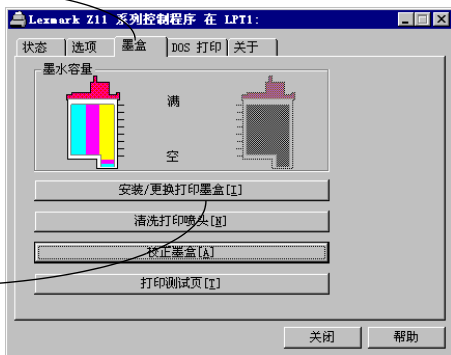 Lexmark Z11 系列控制程序 在 LPT1:
状态 选项 墨盒 DOS 打印 关于
墨水容量
满
空
安装/更换打印墨盒[I]
清洗打印喷头[N]
校正墨盒[A]
打印测试页[T]
关闭 帮助